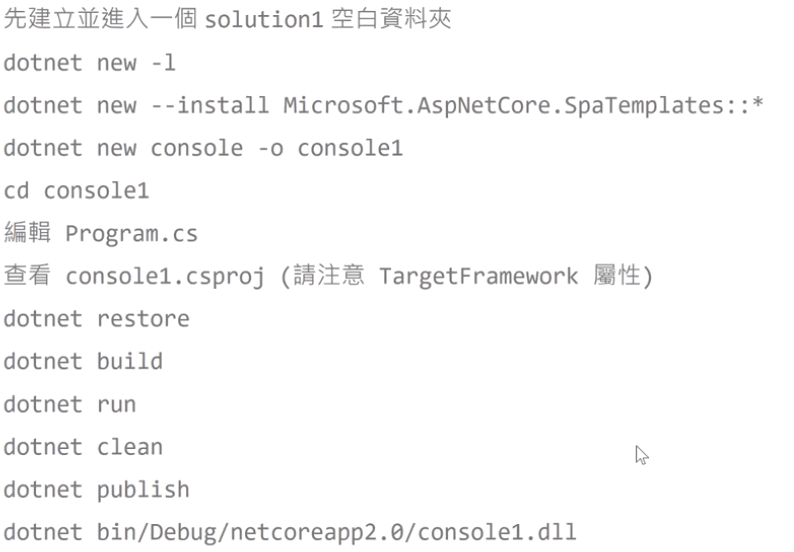 先建立並進入一個 solution1 空白資料夾
dotnet new -l
dotnet new --install Microsoft.AspNetCore.SpaTemplates::*
dotnet new console -o console1
cd console1
編輯 Program.cs
查看 console1.csproj (請注意 TargetFramework 屬性)
dotnet restore
dotnet build
dotnet run
dotnet clean
dotnet publish
dotnet bin/Debug/netcoreapp2.0/console1.dll